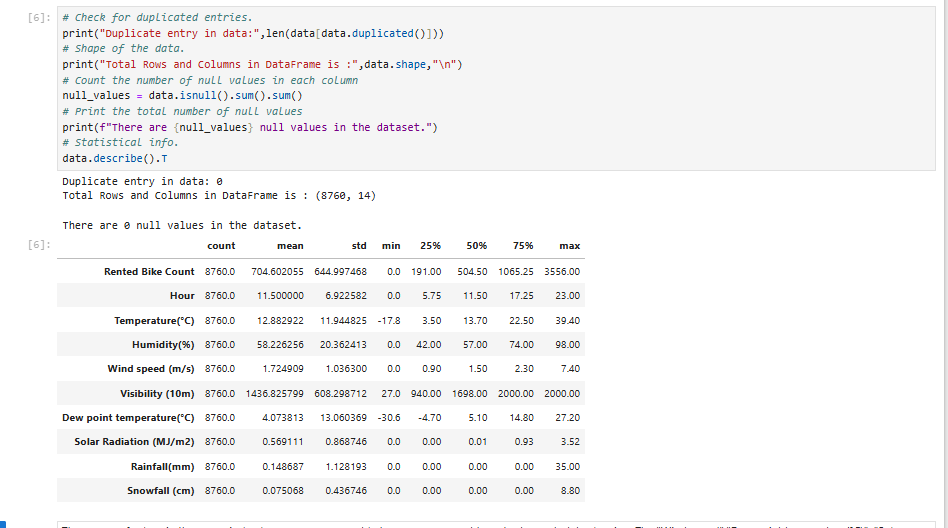 [6]: # Check for duplicated entries.
print("Duplicate entry in data:",len(data[data.duplicated()]))
# Shape of the data.
print("Total Rows and Columns in DataFrame is :",data.shape,"\n")
# Count the number of null values in each column
null_values = data.isnull().sum().sum()
# Print the total number of null values
print(f"There are {null_values} null values in the dataset.")
# Statistical info.
data.describe().T
Duplicate entry in data: 0
Total Rows and Columns in DataFrame is : (8760, 14)
There are 0 null values in the dataset.
[6]: count mean std min 25% 50% 75% max
Rented Bike Count 8760.0 704.602055 644.997468 0.0 191.00 504.50 1065.25 3556.00
Hour 8760.0 11.500000 6.922582 0.0 5.75 11.50 17.25 23.00
Temperature(°C) 8760.0 12.882922 11.944825 -17.8 3.50 13.70 22.50 39.40
Humidity(%) 8760.0 58.226256 20.362413 0.0 42.00 57.00 74.00 98.00
Wind speed (m/s) 8760.0 1.724909 1.036300 0.0 0.90 1.50 2.30 7.40
Visibility (10m) 8760.0 1436.825799 608.298712 27.0 940.00 1698.00 2000.00 2000.00
Dew point temperature(°C) 8760.0 4.073813 13.060369 -30.6 -4.70 5.10 14.80 27.20
Solar Radiation (MJ/m2) 8760.0 0.569111 0.868746 0.0 0.00 0.01 0.93 3.52
Rainfall(mm) 8760.0 0.148687 1.128193 0.0 0.00 0.00 0.00 35.00
Snowfall (cm) 8760.0 0.075068 0.436746 0.0 0.00 0.00 0.00 8.80